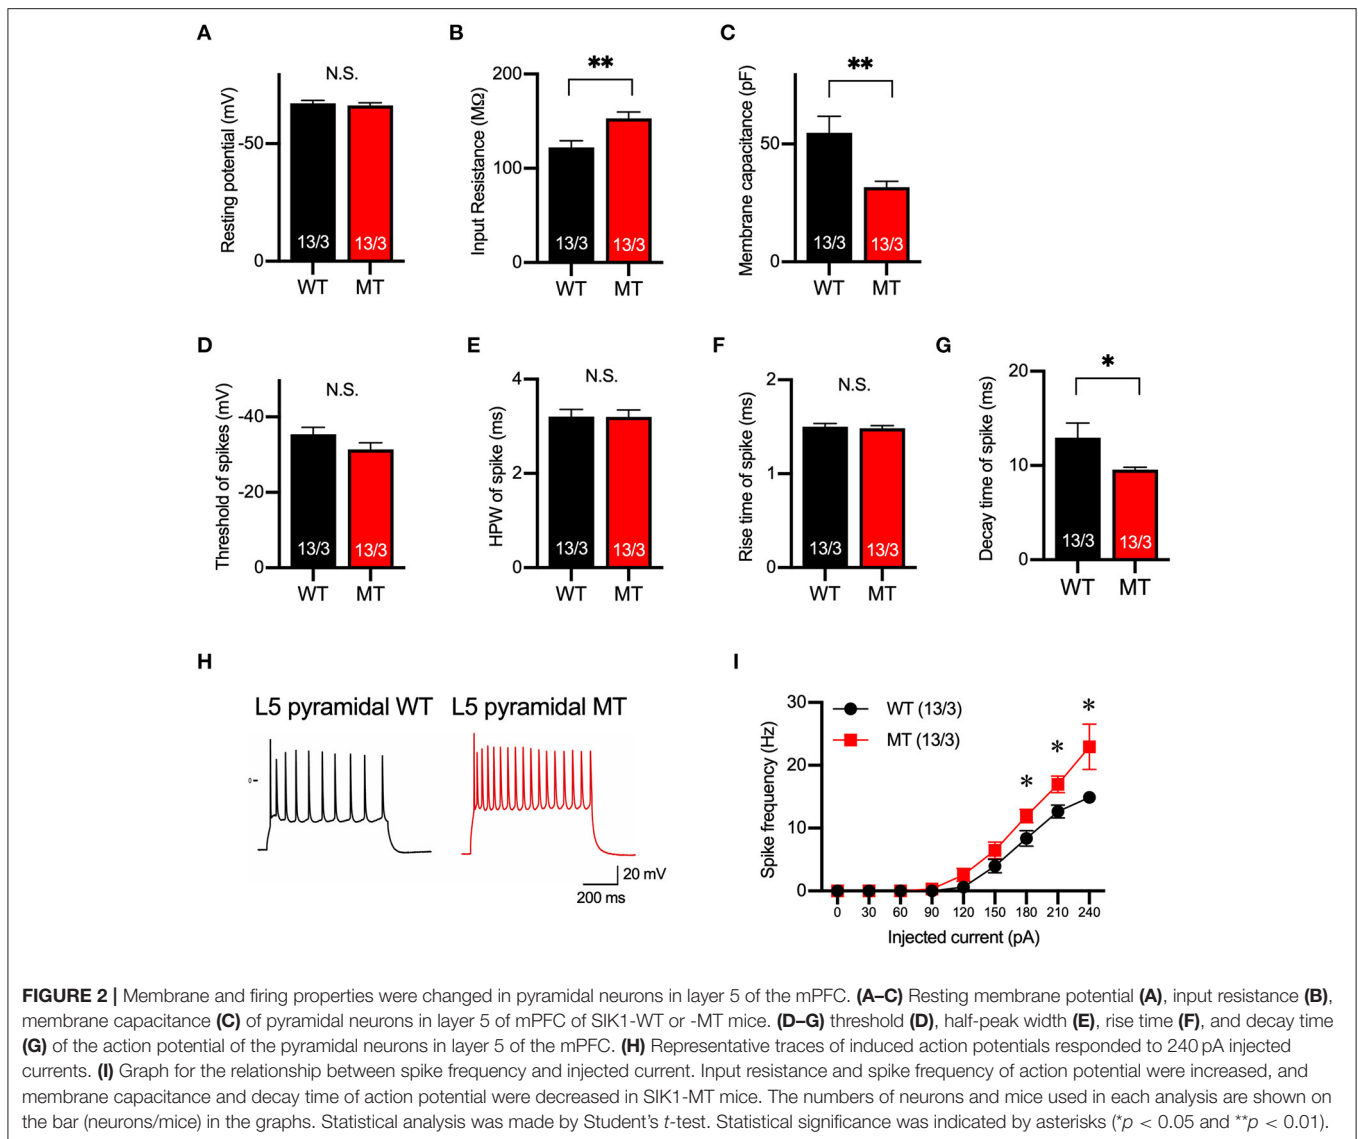 A
N.S.
Resting potential (mV)
-50
0
13/3
13/3
WT
MT
B
**
Input Resistance (MΩ)
200
100
0
13/3
13/3
WT
MT
C
**
Membrane capacitance (pF)
50
0
13/3
13/3
WT
MT
D
N.S.
Threshold of spikes (mV)
-40
-20
0
13/3
13/3
WT
MT
E
N.S.
HPW of spike (ms)
4
2
0
13/3
13/3
WT
MT
F
N.S.
Rise time of spike (ms)
2
1
0
13/3
13/3
WT
MT
G
*
Decay time of spike (ms)
20
10
0
13/3
13/3
WT
MT
H
L5 pyramidal WT
L5 pyramidal MT
0
20 mV
200 ms
I
Spike frequency (Hz)
30
20
10
0
WT (13/3)
MT (13/3)
*
*
*
0 30 60 90 120 150 180 210 240
Injected current (pA)
FIGURE 2 | Membrane and firing properties were changed in pyramidal neurons in layer 5 of the mPFC. (A–C) Resting membrane potential (A), input resistance (B),
membrane capacitance (C) of pyramidal neurons in layer 5 of mPFC of SIK1-WT or -MT mice. (D–G) threshold (D), half-peak width (E), rise time (F), and decay time
(G) of the action potential of the pyramidal neurons in layer 5 of the mPFC. (H) Representative traces of induced action potentials responded to 240 pA injected
currents. (I) Graph for the relationship between spike frequency and injected current. Input resistance and spike frequency of action potential were increased, and
membrane capacitance and decay time of action potential were decreased in SIK1-MT mice. The numbers of neurons and mice used in each analysis are shown on
the bar (neurons/mice) in the graphs. Statistical analysis was made by Student's t-test. Statistical significance was indicated by asterisks (*p < 0.05 and **p < 0.01).